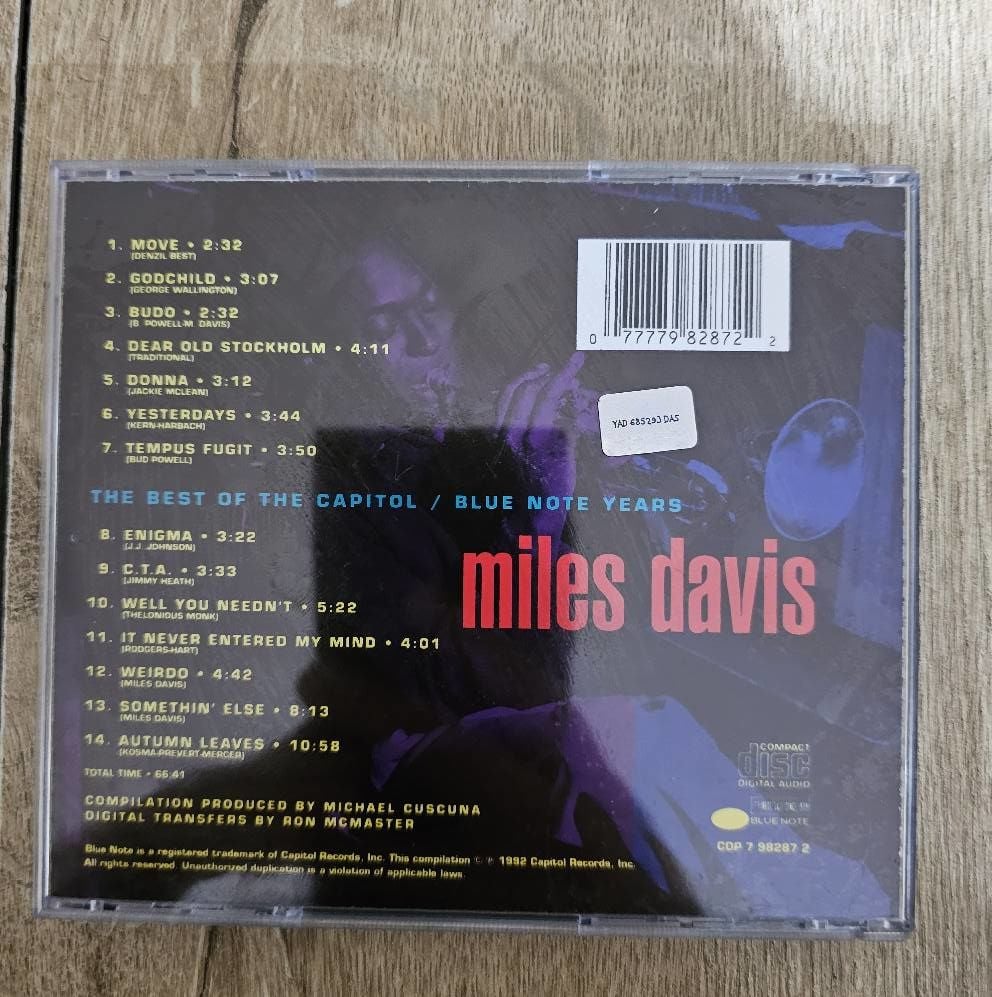 1. MOVE • 2:32
(DENZIL BEST)
2. GODCHILD • 3:07
(GEORGE WALLINGTON)
3. BUDO • 2:32
(B. POWELL-M. DAVIS)
4. DEAR OLD STOCKHOLM • 4:11
(TRADITIONAL)
5. DONNA • 3:12
(JACKIE MCLEAN)
6. YESTERDAYS • 3:44
(KERN-HARBACH)
7. TEMPUS FUGIT • 3:50
(BUD POWELL)
0 77779 82872 2
YAD 685293 DAS
THE BEST OF THE CAPITOL / BLUE NOTE YEARS
miles davis
8. ENIGMA • 3:22
(J.J. JOHNSON)
9. C.T.A. • 3:33
(JIMMY HEATH)
10. WELL YOU NEEDN'T • 5:22
(THELONIOUS MONK)
11. IT NEVER ENTERED MY MIND • 4:01
(RODGERS-HART)
12. WEIRDO • 4:42
(MILES DAVIS)
13. SOMETHIN' ELSE • 8:13
(MILES DAVIS)
14. AUTUMN LEAVES • 10:58
(KOSMA-PREVERT-MERCER)
TOTAL TIME • 66:41
COMPILATION PRODUCED BY MICHAEL CUSCUNA
DIGITAL TRANSFERS BY RON MCMASTER
Blue Note is a registered trademark of Capitol Records, Inc. This compilation © ℗ 1992 Capitol Records, Inc.
All rights reserved. Unauthorized duplication is a violation of applicable laws.
COMPACT
disc
DIGITAL AUDIO
BLUE NOTE
CDP 7 98287 2